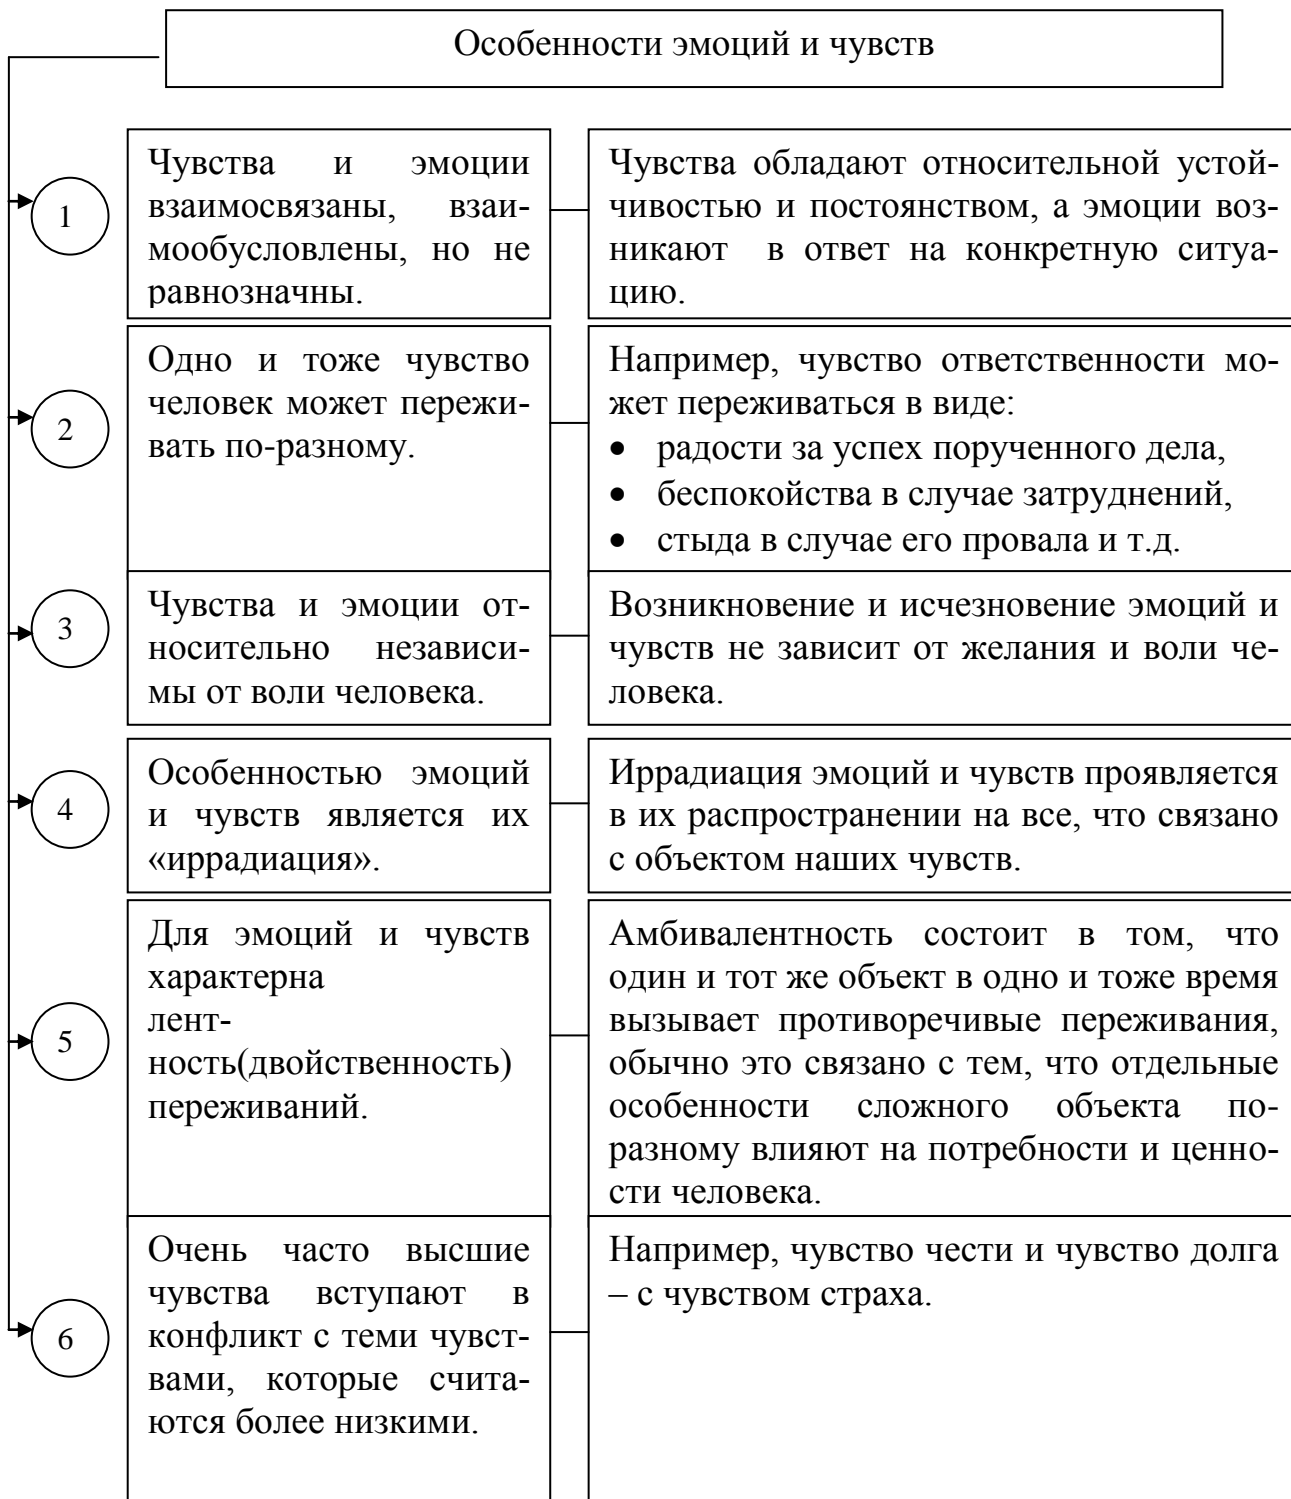 Особенности эмоций и чувств
1
Чувства и эмоции
взаимосвязаны, взаи-
мообусловлены, но не
равнозначны.
Чувства обладают относительной устой-
чивостью и постоянством, а эмоции воз-
никают в ответ на конкретную ситуа-
цию.
2
Одно и тоже чувство
человек может пережи-
вать по-разному.
Например, чувство ответственности мо-
жет переживаться в виде:
• радости за успех порученного дела,
• беспокойства в случае затруднений,
• стыда в случае его провала и т.д.
3
Чувства и эмоции от-
носительно независи-
мы от воли человека.
Возникновение и исчезновение эмоций и
чувств не зависит от желания и воли че-
ловека.
4
Особенностью эмоций
и чувств является их
«иррадиация».
Иррадиация эмоций и чувств проявляется
в их распространении на все, что связано
с объектом наших чувств.
5
Для эмоций и чувств
характерна
лент-
ность(двойственность)
переживаний.
Амбивалентность состоит в том, что
один и тот же объект в одно и тоже время
вызывает противоречивые переживания,
обычно это связано с тем, что отдельные
особенности сложного объекта по-
разному влияют на потребности и ценно-
сти человека.
6
Очень часто высшие
чувства вступают в
конфликт с теми чувст-
вами, которые счита-
ются более низкими.
Например, чувство чести и чувство долга
– с чувством страха.